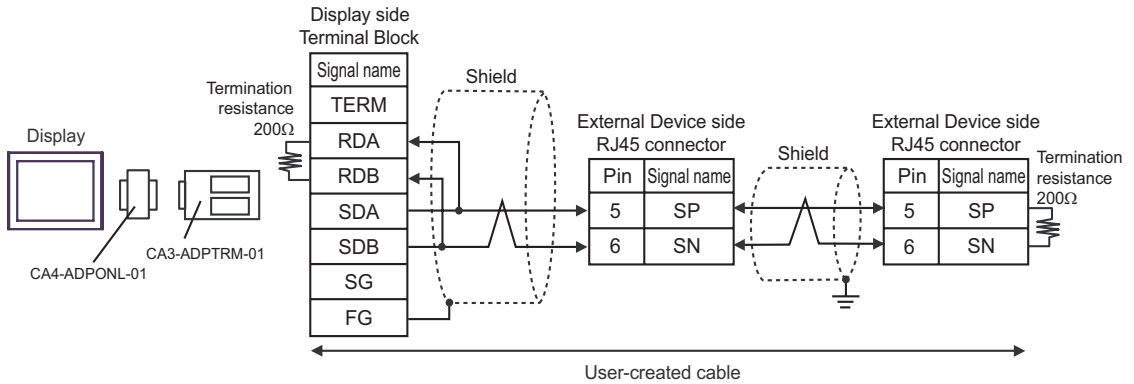 Display side
Terminal Block
Signal name
TERM
RDA
RDB
SDA
SDB
SG
FG
Termination
resistance
200Ω
Display
CA4-ADPONL-01
CA3-ADPTRM-01
Shield
External Device side
RJ45 connector
Pin Signal name
5 SP
6 SN
Shield
External Device side
RJ45 connector
Pin Signal name
5 SP
6 SN
Termination
resistance
200Ω
User-created cable